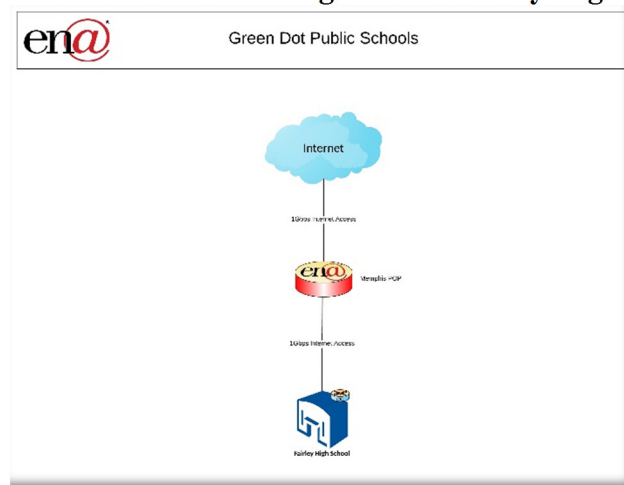 ena
Green Dot Public Schools
Internet
1Gbps Internet Access
ena
Memphis POP
1Gbps Internet Access
Fairley High School